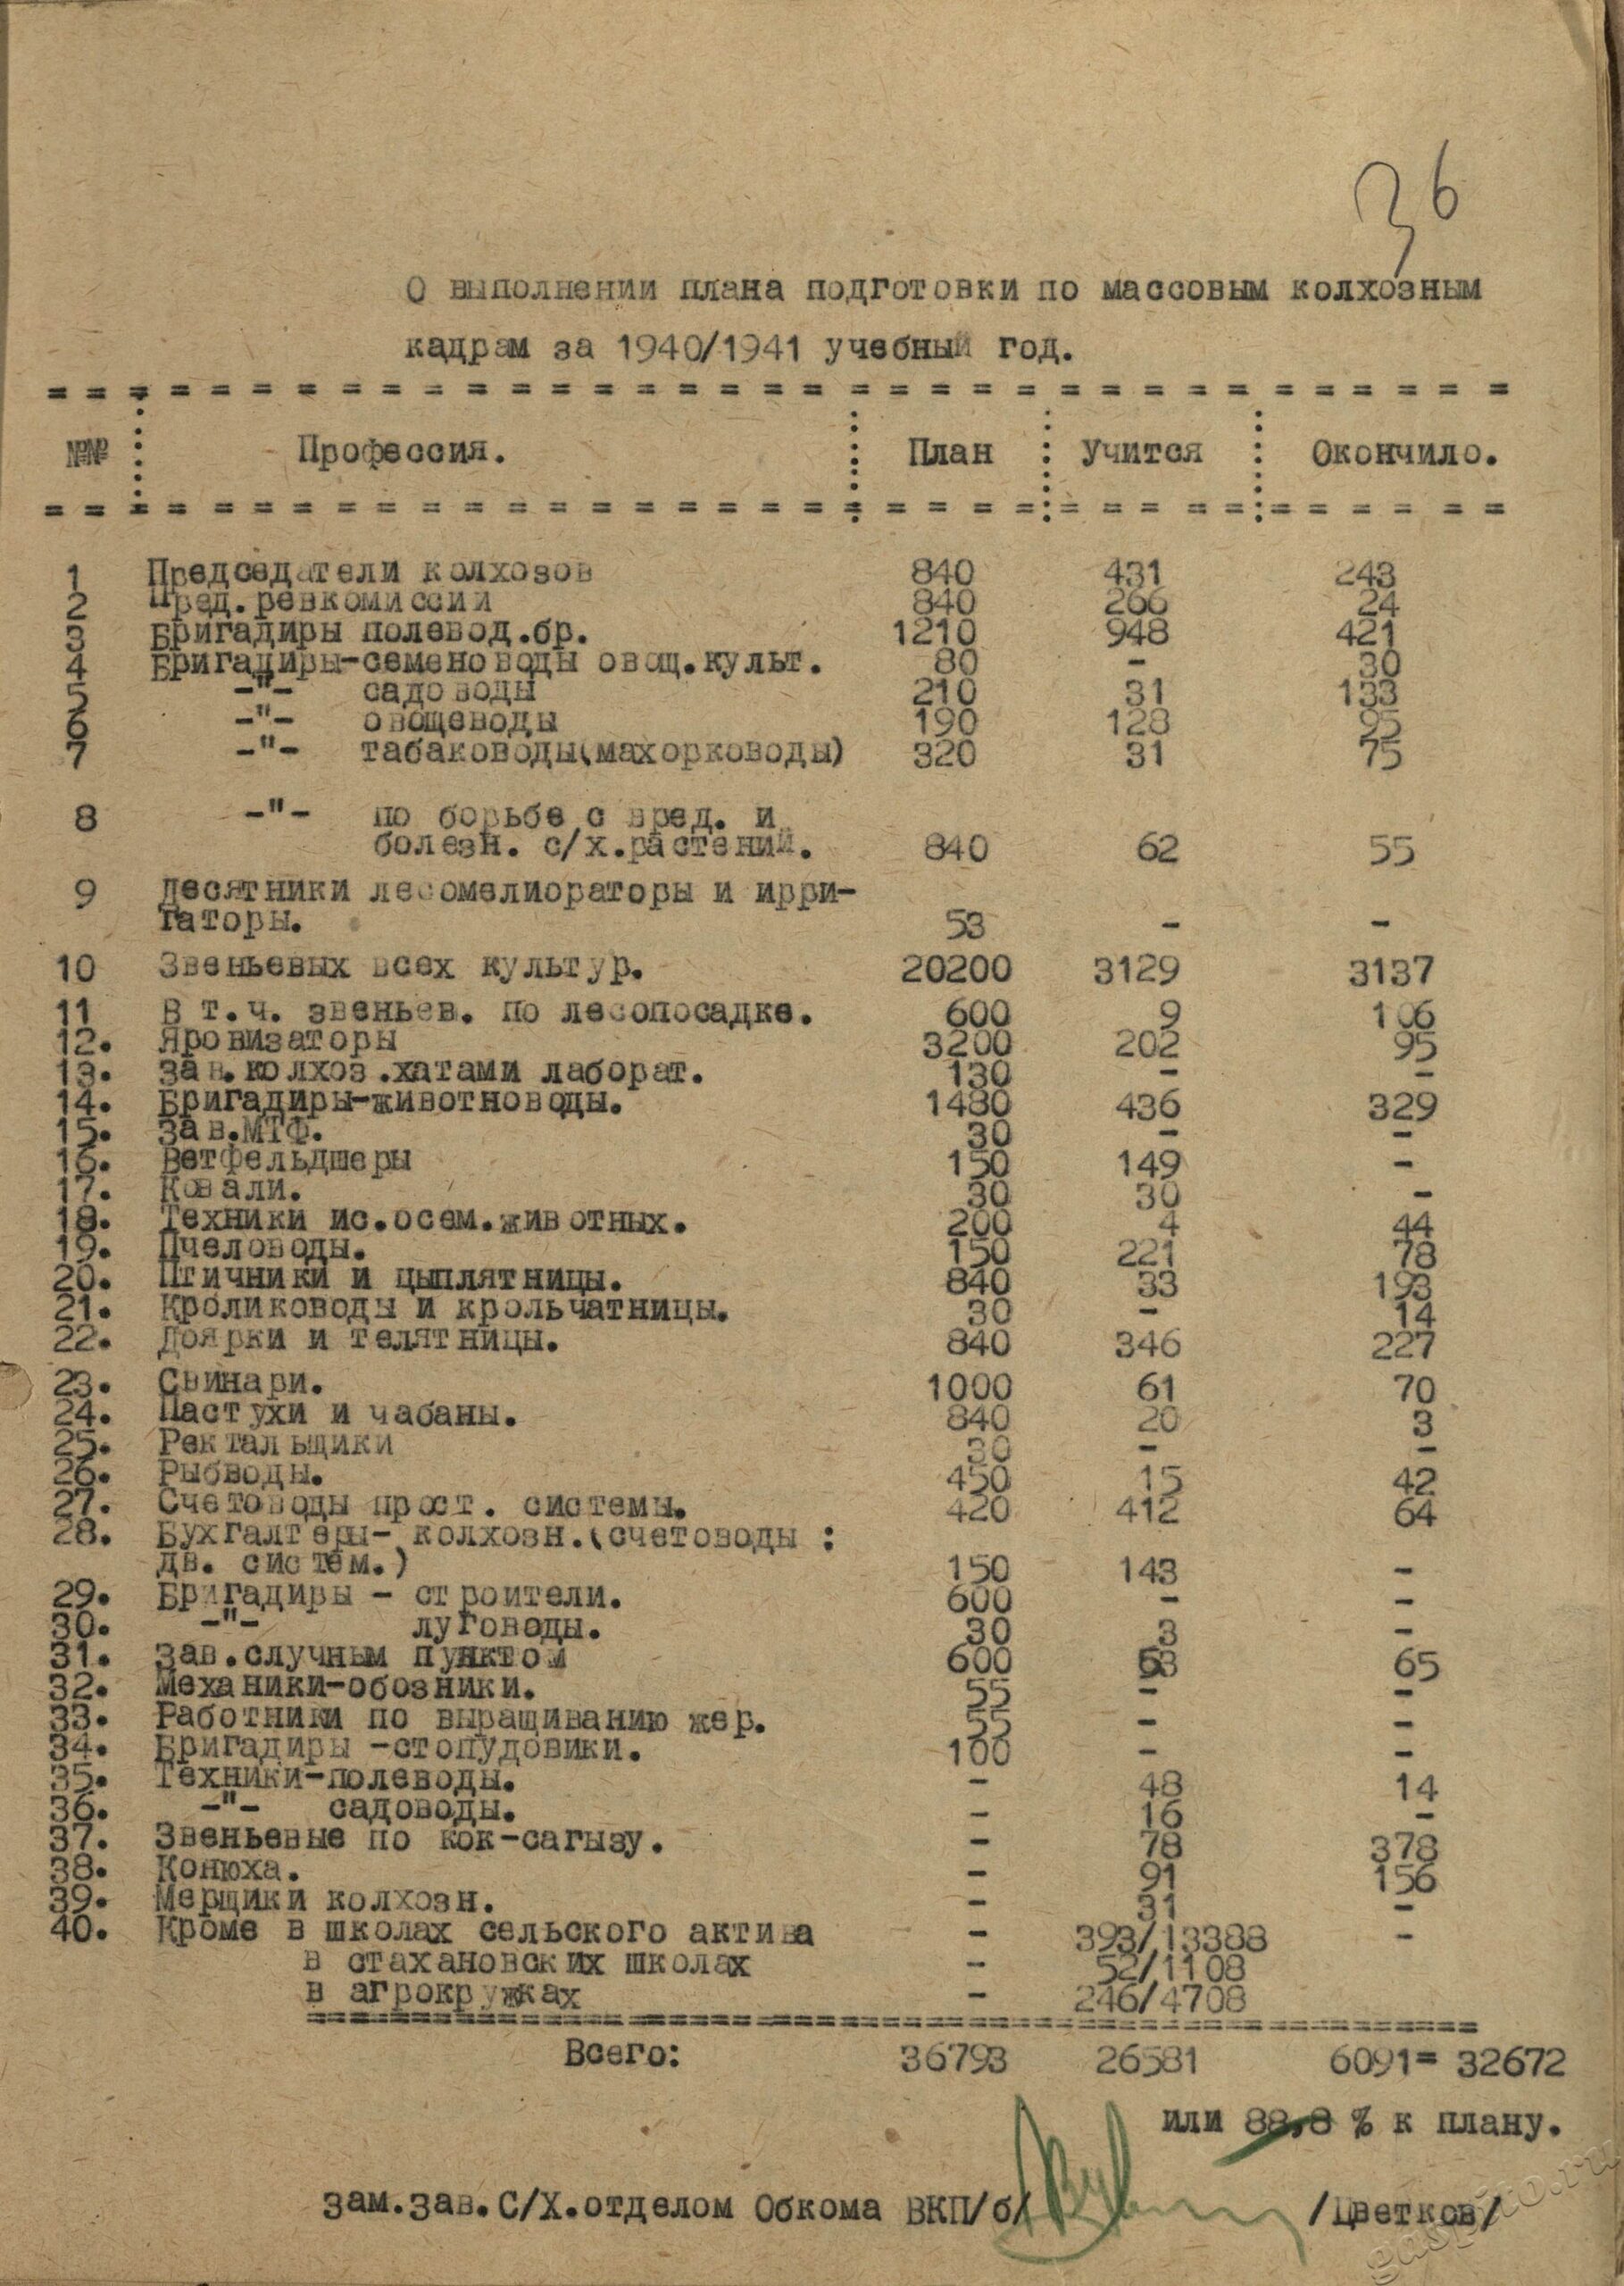 36
О выполнении плана подготовки по массовым колхозным
кадрам за 1940/1941 учебный год.
№№ Профессия. План Учится Окончило.
1 Председатели колхозов 840 431 243
2 Пред.ревкомиссии 840 266 24
3 Бригадиры полевод.бр. 1210 948 421
4 Бригадиры-семеноводы овощ.культ. 80 - 30
5 -"- садоводы 210 31 133
6 -"- овощеводы 190 128 95
7 -"- табаководы(махорководы) 320 31 75
8 -"- по борьбе с вред. и
болезн. с/х.растений. 840 62 55
9 Десятники лесомелиораторы и ирри-
гаторы. 53 - -
10 Звеньевых всех культур. 20200 3129 3137
11 В т.ч. звеньев. по лесопосадке. 600 9 106
12. Яровизаторы 3200 202 95
13. Зав.колхоз.хатами лаборат. 130 - -
14. Бригадиры-животноводы. 1480 436 329
15. Зав.МТФ. 30 - -
16. Ветфельдшеры 150 149 -
17. Ковали. 30 30 -
18. Техники ис.осем.животных. 200 4 44
19. Пчеловоды. 150 221 78
20. Птичники и цыплятницы. 840 33 193
21. Кролиководы и крольчатницы. 30 - 14
22. Доярки и телятницы. 840 346 227
23. Свинари. 1000 61 70
24. Пастухи и чабаны. 840 20 3
25. Ректальщики 30 - -
26. Рыбводы. 450 15 42
27. Счетоводы прост. системы. 420 412 64
28. Бухгалтеры- колхозн.(счетоводы :
дв. систем.) 150 143 -
29. Бригадиры - строители. 600 - -
30. -"- луговоды. 30 3 -
31. Зав.случным пунктом 600 63 65
32. Механики-обозники. 55 - -
33. Работники по выращиванию жер. 55 - -
34. Бригадиры -стопудовики. 100 - -
35. Техники-полеводы. - 48 14
36. -"- садоводы. - 16 -
37. Звеньевые по кок-сагызу. - 78 378
38. Конюха. - 91 156
39. Мерщики колхозн. - 31 -
40. Кроме в школах сельского актива - 393/13388 -
в стахановских школах - 52/1108
в агрокружках - 246/4708
Всего: 36793 26581 6091= 32672
или 88,8 % к плану.
Зам.зав.С/Х.отделом Обкома ВКП/б/ /Цветков/
gaspito.ru